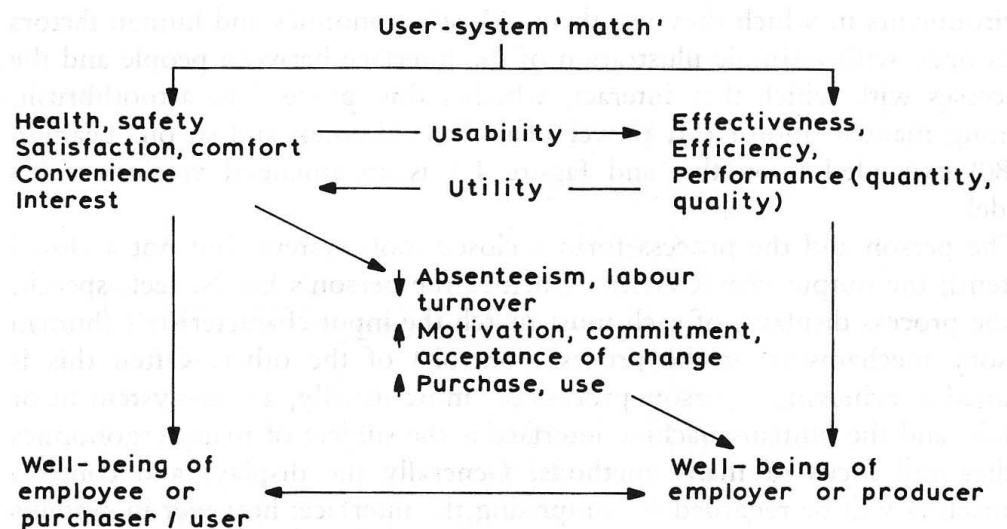 User-system 'match'
Health, safety
Satisfaction, comfort
Convenience
Interest
Usability
Utility
Effectiveness,
Efficiency,
Performance (quantity,
quality)
Absenteeism, labour
turnover
Motivation, commitment,
acceptance of change
Purchase, use
Well-being of
employee or
purchaser / user
Well-being of
employer or producer